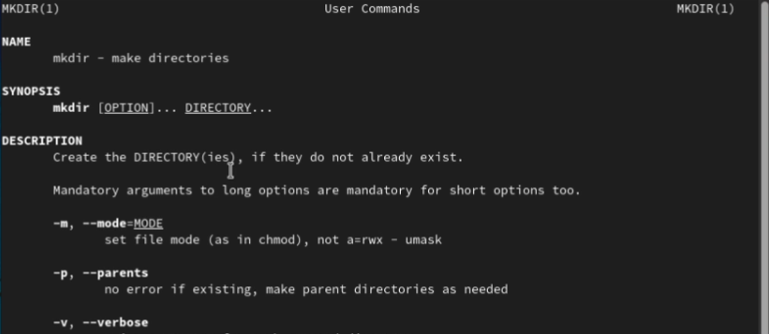 MKDIR(1) User Commands MKDIR(1)
NAME
mkdir - make directories
SYNOPSIS
mkdir [OPTION]... DIRECTORY...
DESCRIPTION
Create the DIRECTORY(ies), if they do not already exist.
Mandatory arguments to long options are mandatory for short options too.
-m, --mode=MODE
set file mode (as in chmod), not a=rwx - umask
-p, --parents
no error if existing, make parent directories as needed
-v, --verbose